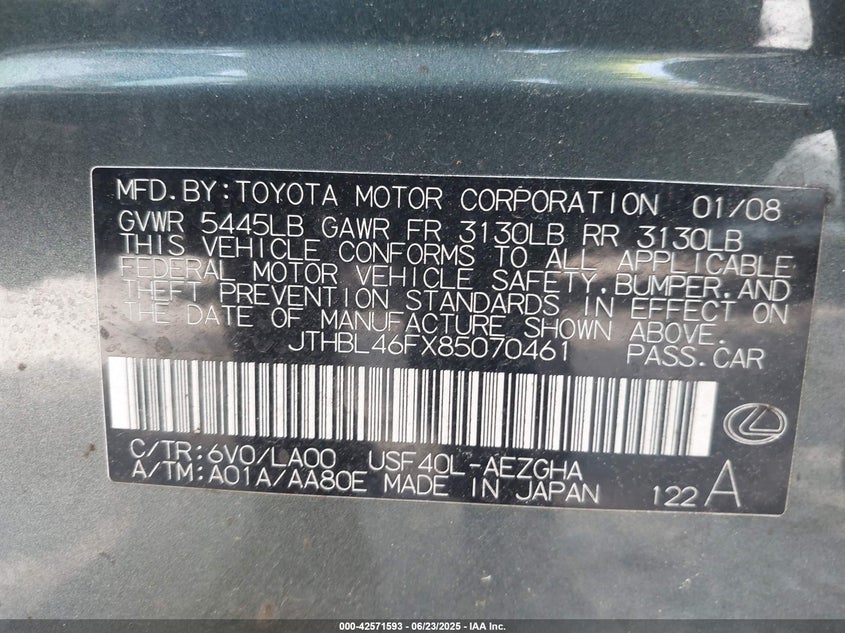 MFD.BY:TOYOTA MOTOR CORPORATION 01/08
GVWR 5445LB GAWR FR 3130LB RR 3130LB
THIS VEHICLE CONFORMS TO ALL APPLICABLE
FEDERAL MOTOR VEHICLE SAFETY,BUMPER,AND
THEFT PREVENTION STANDARDS IN EFFECT ON
THE DATE OF MANUFACTURE SHOWN ABOVE.
JTHBL46FX85070461 PASS.CAR
C/TR:6V0/LA00 USF40L-AEZGHA
A/TM:A01A/AA80E MADE IN JAPAN 122 A
000-42571593 - 06/23/2025 - IAA Inc.